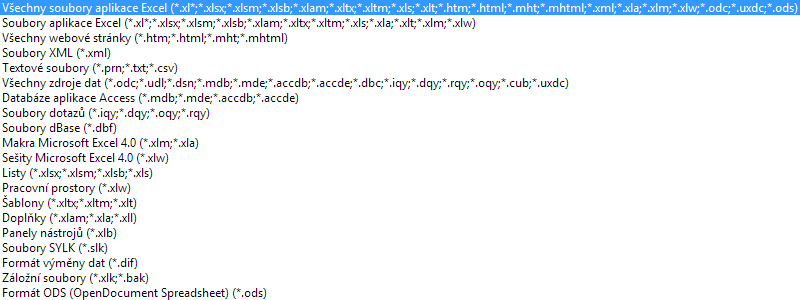 Všechny soubory aplikace Excel (*.xl*;*.xlsx;*.xlsm;*.xlsb;*.xlam;*.xltx;*.xltm;*.xls;*.xlt;*.htm;*.html;*.mht;*.mhtml;*.xml;*.xla;*.xlm;*.xlw;*.odc;*.uxdc;*.ods)
Soubory aplikace Excel (*.xl*;*.xlsx;*.xlsm;*.xlsb;*.xlam;*.xltx;*.xltm;*.xls;*.xla;*.xlt;*.xlm;*.xlw)
Všechny webové stránky (*.htm;*.html;*.mht;*.mhtml)
Soubory XML (*.xml)
Textové soubory (*.prn;*.txt;*.csv)
Všechny zdroje dat (*.odc;*.udl;*.dsn;*.mdb;*.mde;*.accdb;*.accde;*.dbc;*.iqy;*.dqy;*.rqy;*.oqy;*.cub;*.uxdc)
Databáze aplikace Access (*.mdb;*.mde;*.accdb;*.accde)
Soubory dotazů (*.iqy;*.dqy;*.oqy;*.rqy)
Soubory dBase (*.dbf)
Makra Microsoft Excel 4.0 (*.xlm;*.xla)
Sešity Microsoft Excel 4.0 (*.xlw)
Listy (*.xlsx;*.xlsm;*.xlsb;*.xls)
Pracovní prostory (*.xlw)
Šablony (*.xltx;*.xltm;*.xlt)
Doplňky (*.xlam;*.xla;*.xll)
Panely nástrojů (*.xlb)
Soubory SYLK (*.slk)
Formát výměny dat (*.dif)
Záložní soubory (*.xlk;*.bak)
Formát ODS (OpenDocument Spreadsheet) (*.ods)